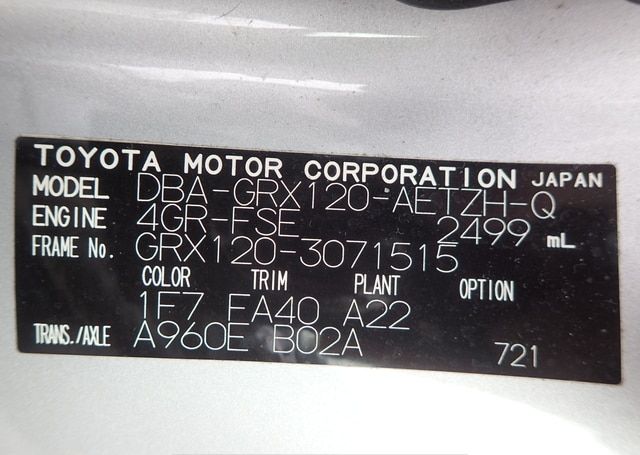 TOYOTA MOTOR CORPORATION JAPAN
MODEL DBA-GRX120-AETZH-Q
ENGINE 4GR-FSE 2499 mL
FRAME No. GRX120-3071515
COLOR TRIM PLANT OPTION
1F7 FA40 A22
TRANS./AXLE A960E B02A 721